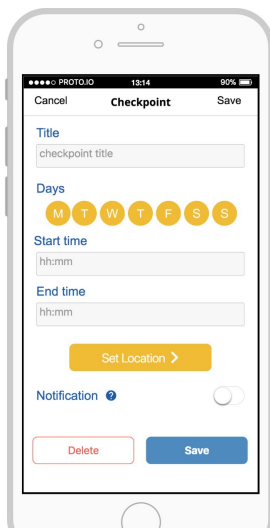 PROTO.IO 13:14 90%
Cancel Checkpoint Save
Title
checkpoint title
Days
M T W T F S S
Start time
hh:mm
End time
hh:mm
Set Location
Notification ?
Delete Save